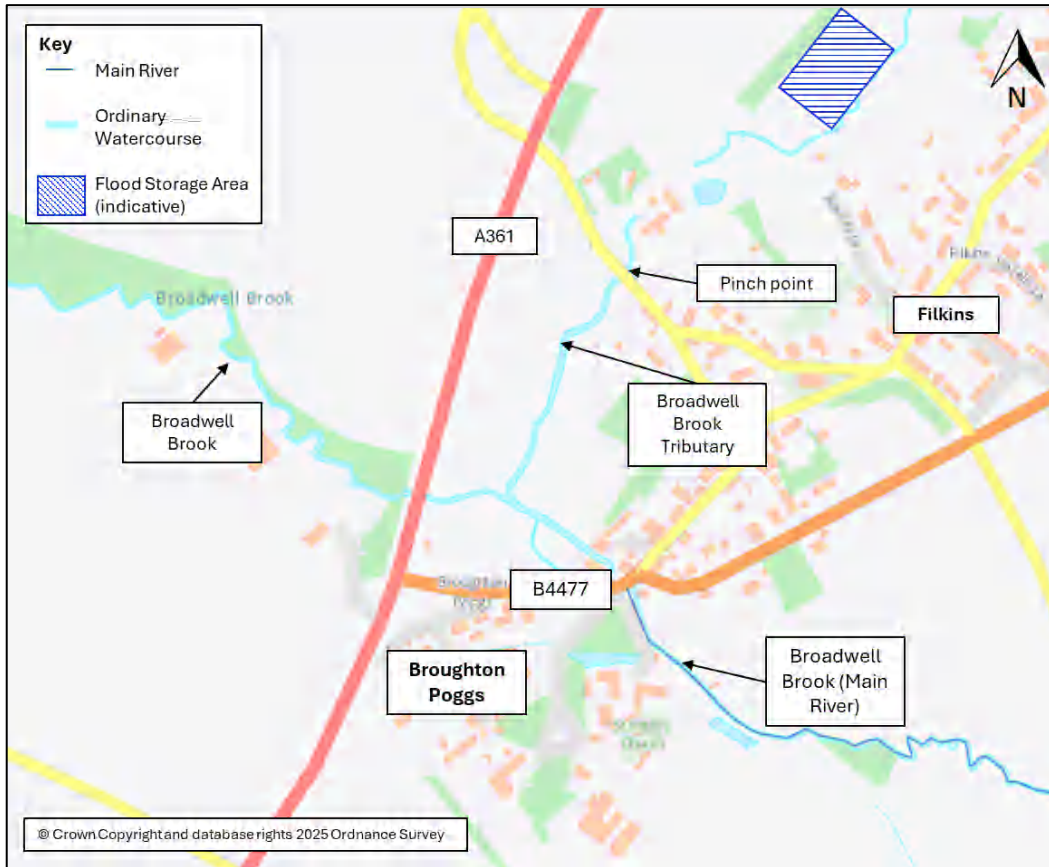 Key
Main River
Ordinary
Watercourse
Flood Storage Area
(indicative)
N
A361
Pinch point
Filkins
Broadwell Brook
Broadwell
Brook
Broadwell
Brook
Tributary
B4477
Broughton
Broughton
Poggs
Broadwell
Brook (Main
River)
© Crown Copyright and database rights 2025 Ordnance Survey